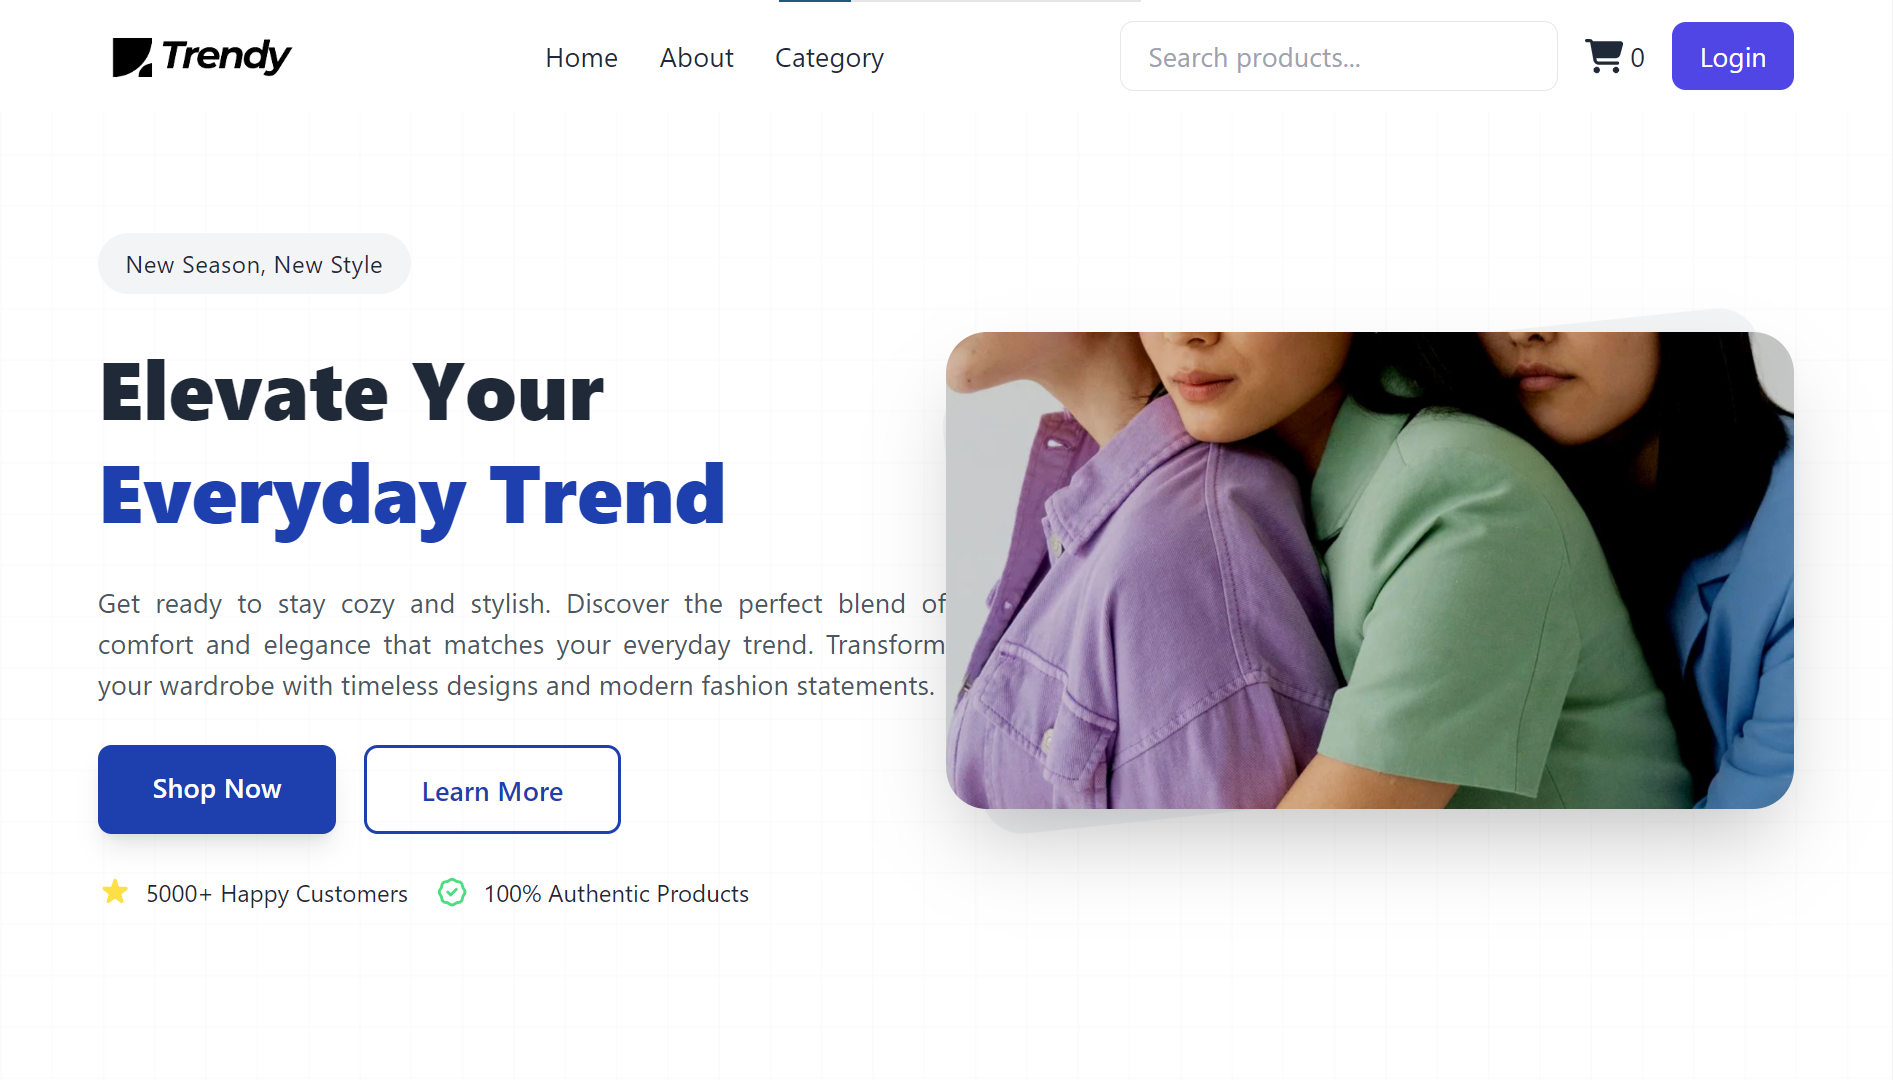 Trendy
Home
About
Category
Search products...
0
Login
New Season, New Style
Elevate Your
Everyday Trend
Get ready to stay cozy and stylish. Discover the perfect blend of
comfort and elegance that matches your everyday trend. Transform
your wardrobe with timeless designs and modern fashion statements.
Shop Now
Learn More
5000+ Happy Customers
100% Authentic Products